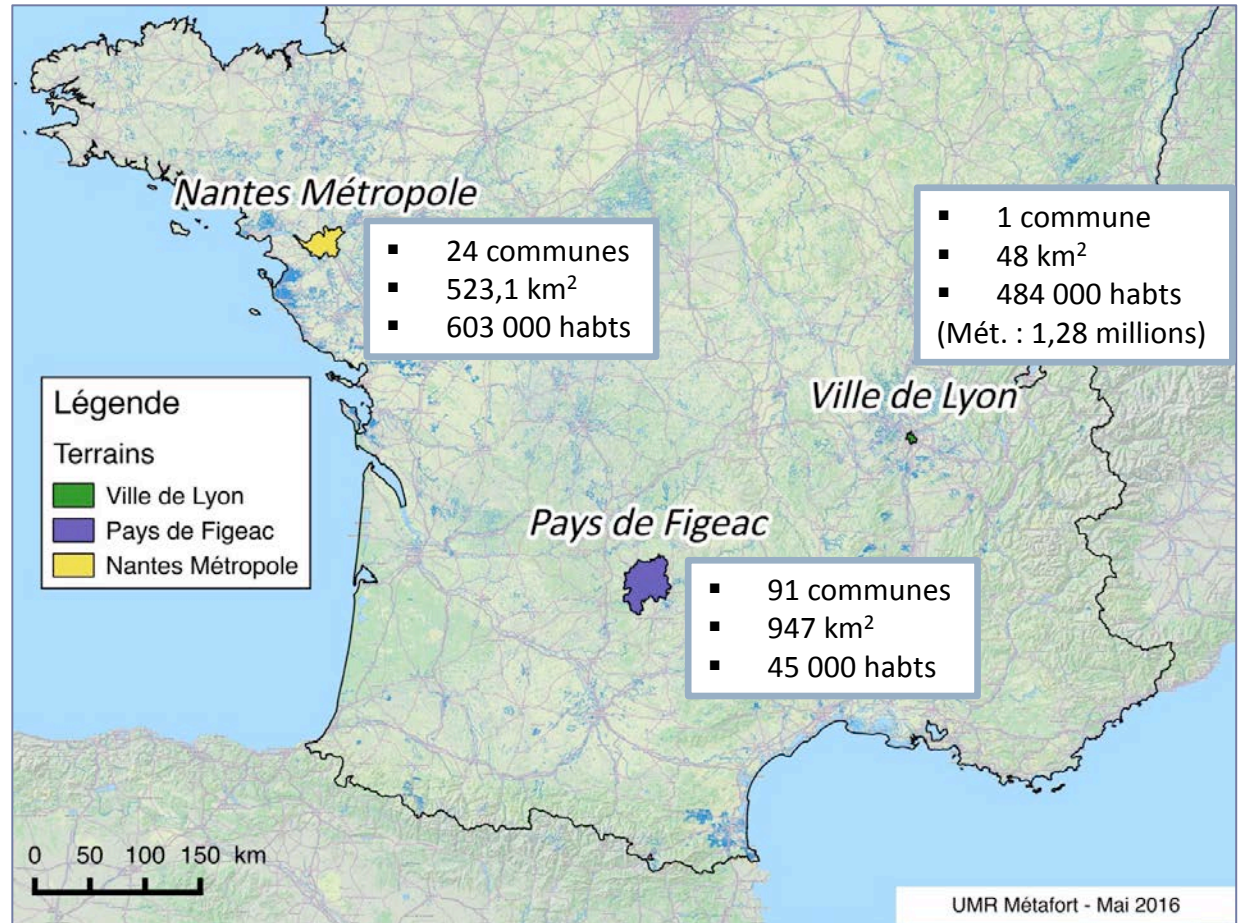 Nantes Métropole
▪ 24 communes
▪ 523,1 km²
▪ 603 000 habts
▪ 1 commune
▪ 48 km²
▪ 484 000 habts
(Mét. : 1,28 millions)
Ville de Lyon
Légende
Terrains
Ville de Lyon
Pays de Figeac
Nantes Métropole
Pays de Figeac
▪ 91 communes
▪ 947 km²
▪ 45 000 habts
0 50 100 150 km
UMR Métafort - Mai 2016